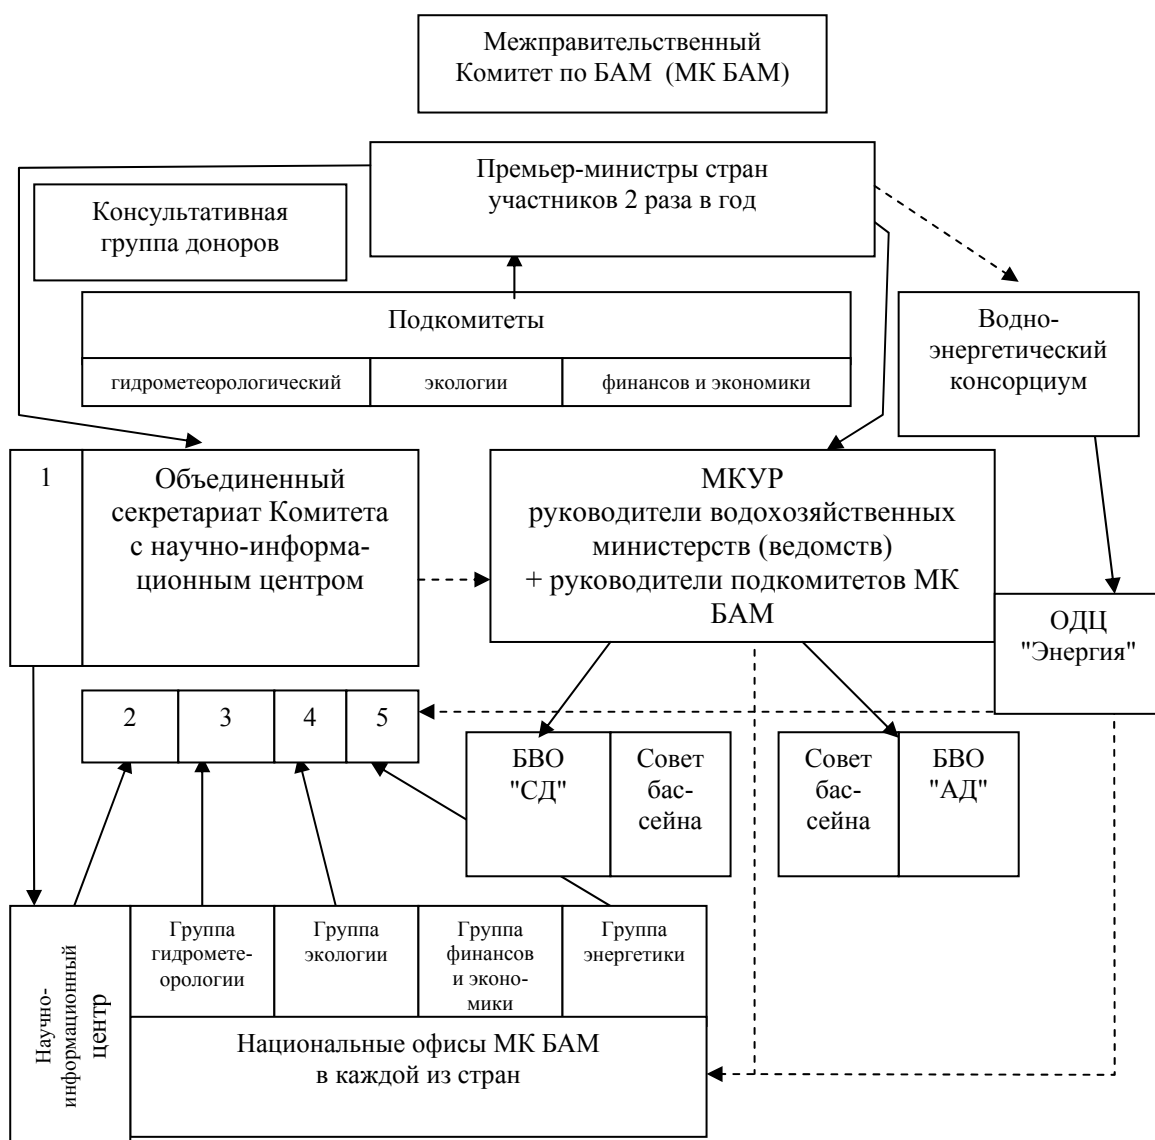 Межправительственный
Комитет по БАМ (МК БАМ)
Премьер-министры стран
участников 2 раза в год
Консультативная
группа доноров
Подкомитеты
гидрометеорологический
экологии
финансов и экономики
Водно-
энергетический
консорциум
1
Объединенный
секретариат Комитета
с научно-информа-
ционным центром
МКУР
руководители водохозяйственных
министерств (ведомств)
+ руководители подкомитетов МК
БАМ
ОДЦ
"Энергия"
2
3
4
5
БВО
"СД"
Совет
бас-
сейна
Совет
бас-
сейна
БВО
"АД"
Научно-
информационный
центр
Группа
гидромете-
орологии
Группа
экологии
Группа
финансов
и эконо-
мики
Группа
энергетики
Национальные офисы МК БАМ
в каждой из стран